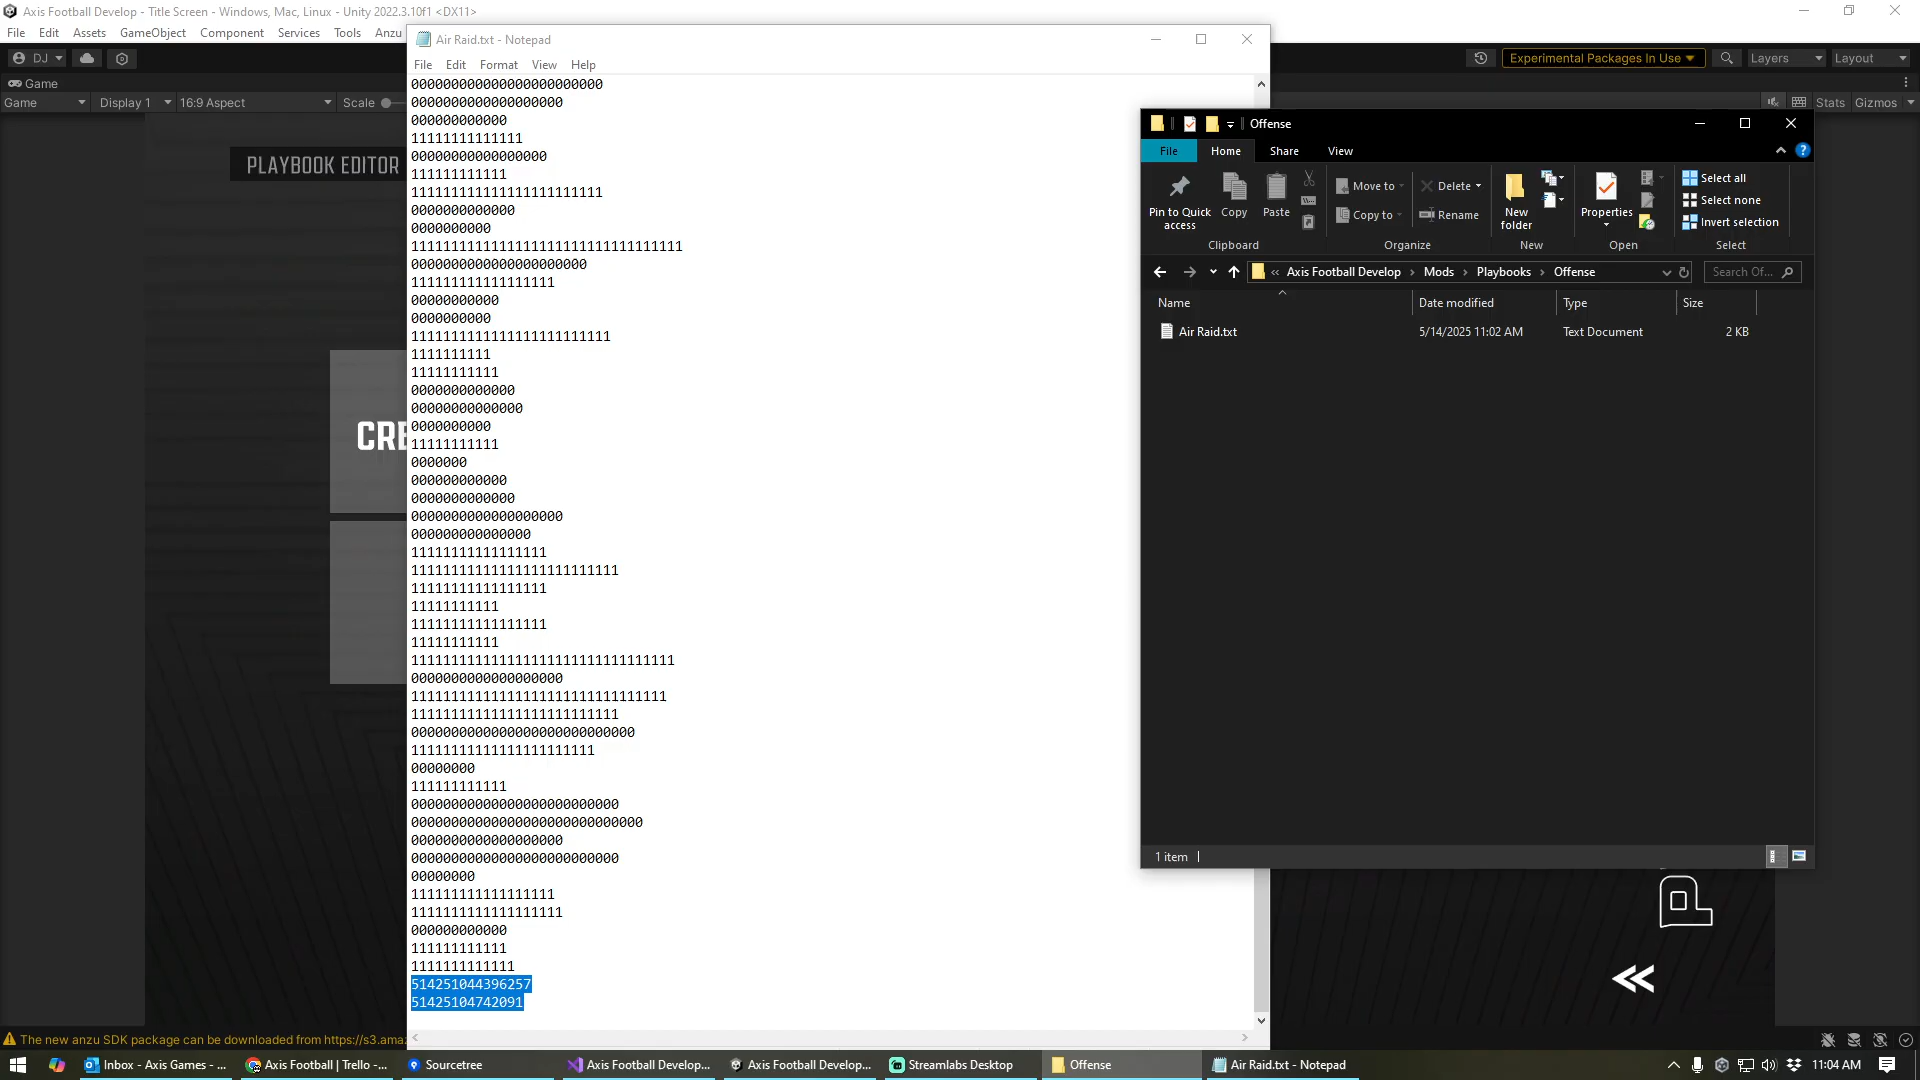 Axis Football Develop - Title Screen - Windows, Mac, Linux - Unity 2022.3.10f1 <DX11>
File Edit Assets GameObject Component Services Tools Anzu
DJ
Experimental Packages In Use
Layers
Layout
Game
Game
Display 1
16:9 Aspect
Scale
Stats
Gizmos
PLAYBOOK EDITOR
CRE
Air Raid.txt - Notepad
File Edit Format View Help
000000000000000000000000
0000000000000000000
000000000000
11111111111111
00000000000000000
111111111111
111111111111111111111111
0000000000000
0000000000
1111111111111111111111111111111111
0000000000000000000000
111111111111111111
00000000000
0000000000
1111111111111111111111111
1111111111
11111111111
0000000000000
00000000000000
0000000000
11111111111
0000000
000000000000
0000000000000
0000000000000000000
000000000000000
11111111111111111
11111111111111111111111111
11111111111111111
11111111111
11111111111111111
11111111111
111111111111111111111111111111111
0000000000000000000
11111111111111111111111111111111
11111111111111111111111111
0000000000000000000000000000
11111111111111111111111
00000000
111111111111
00000000000000000000000000
00000000000000000000000000000
0000000000000000000
00000000000000000000000000
00000000
111111111111111111
1111111111111111111
000000000000
111111111111
1111111111111
514251044396257
51425104742091
Offense
File Home Share View
Pin to Quick access
Copy
Paste
Clipboard
Move to
Copy to
Delete
Rename
Organize
New folder
New
Properties
Open
Select all
Select none
Invert selection
Select
« Axis Football Develop > Mods > Playbooks > Offense
Search Of...
Name Date modified Type Size
Air Raid.txt 5/14/2025 11:02 AM Text Document 2 KB
1 item
P
The new anzu SDK package can be downloaded from https://s3.ama
Inbox - Axis Games - ...
Axis Football | Trello -...
Sourcetree
Axis Football Develop...
Axis Football Develop...
Streamlabs Desktop
Offense
Air Raid.txt - Notepad
11:04 AM